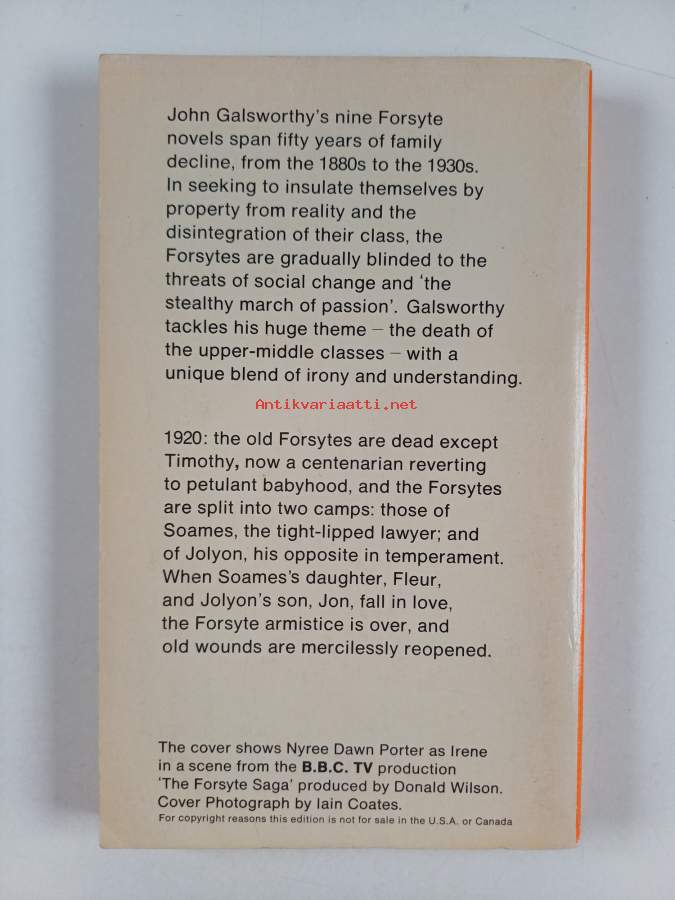 John Galsworthy's nine Forsyte
novels span fifty years of family
decline, from the 1880s to the 1930s.
In seeking to insulate themselves by
property from reality and the
disintegration of their class, the
Forsytes are gradually blinded to the
threats of social change and 'the
stealthy march of passion'. Galsworthy
tackles his huge theme – the death of
the upper-middle classes – with a
unique blend of irony and understanding.
Antikvariaatti.net
1920: the old Forsytes are dead except
Timothy, now a centenarian reverting
to petulant babyhood, and the Forsytes
are split into two camps: those of
Soames, the tight-lipped lawyer; and
of Jolyon, his opposite in temperament.
When Soames's daughter, Fleur,
and Jolyon's son, Jon, fall in love,
the Forsyte armistice is over, and
old wounds are mercilessly reopened.
The cover shows Nyree Dawn Porter as Irene
in a scene from the B.B.C. TV production
'The Forsyte Saga' produced by Donald Wilson.
Cover Photograph by Iain Coates.
For copyright reasons this edition is not for sale in the U.S.A. or Canada